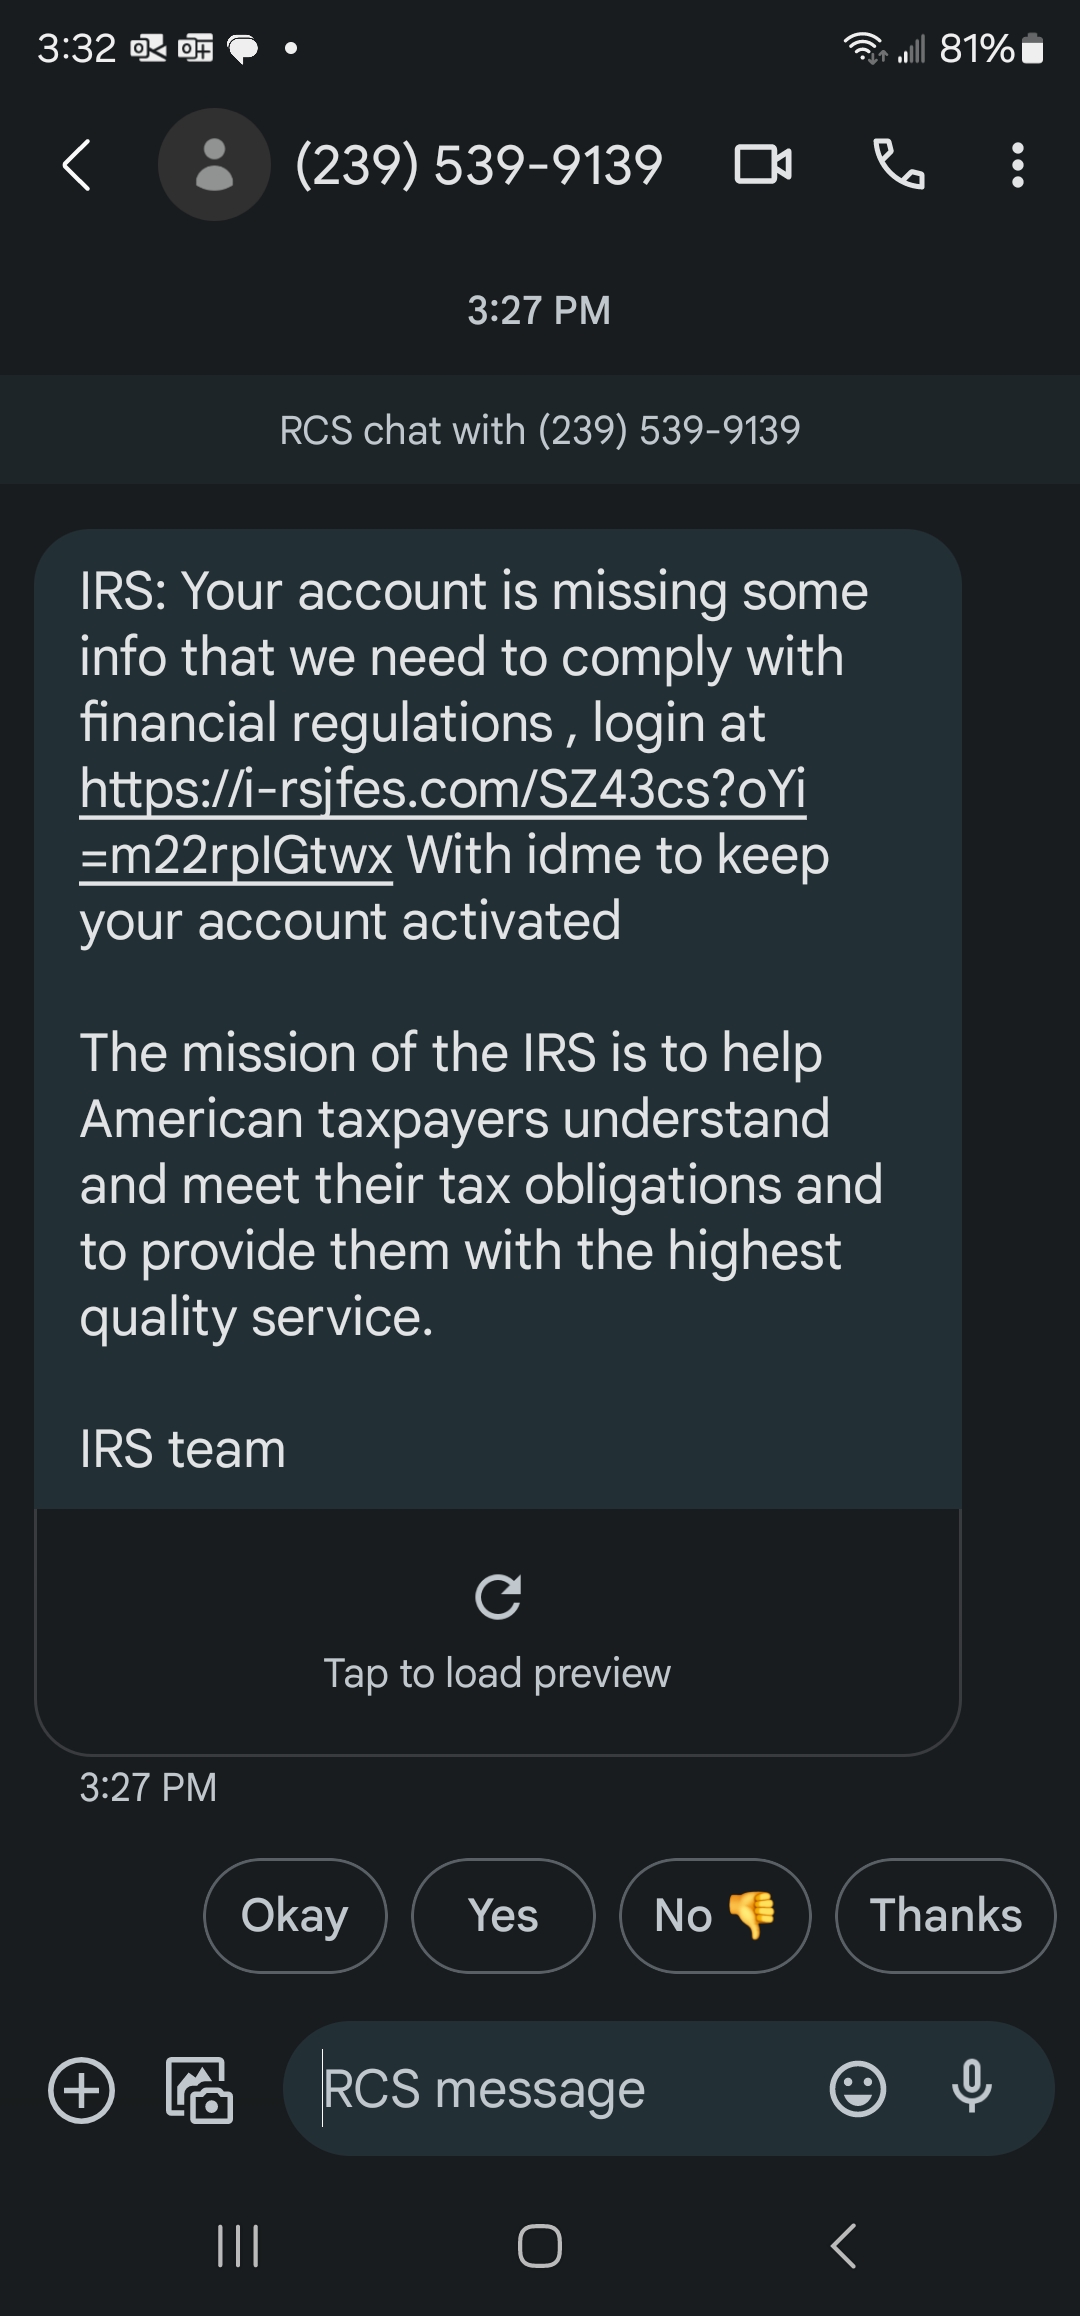 3:32
81%
(239) 539-9139
3:27 PM
RCS chat with (239) 539-9139
IRS: Your account is missing some
info that we need to comply with
financial regulations , login at
https://i-rsjfes.com/SZ43cs?oYi
=m22rplGtwx With idme to keep
your account activated
The mission of the IRS is to help
American taxpayers understand
and meet their tax obligations and
to provide them with the highest
quality service.
IRS team
Tap to load preview
3:27 PM
Okay Yes No 👎 Thanks
RCS message